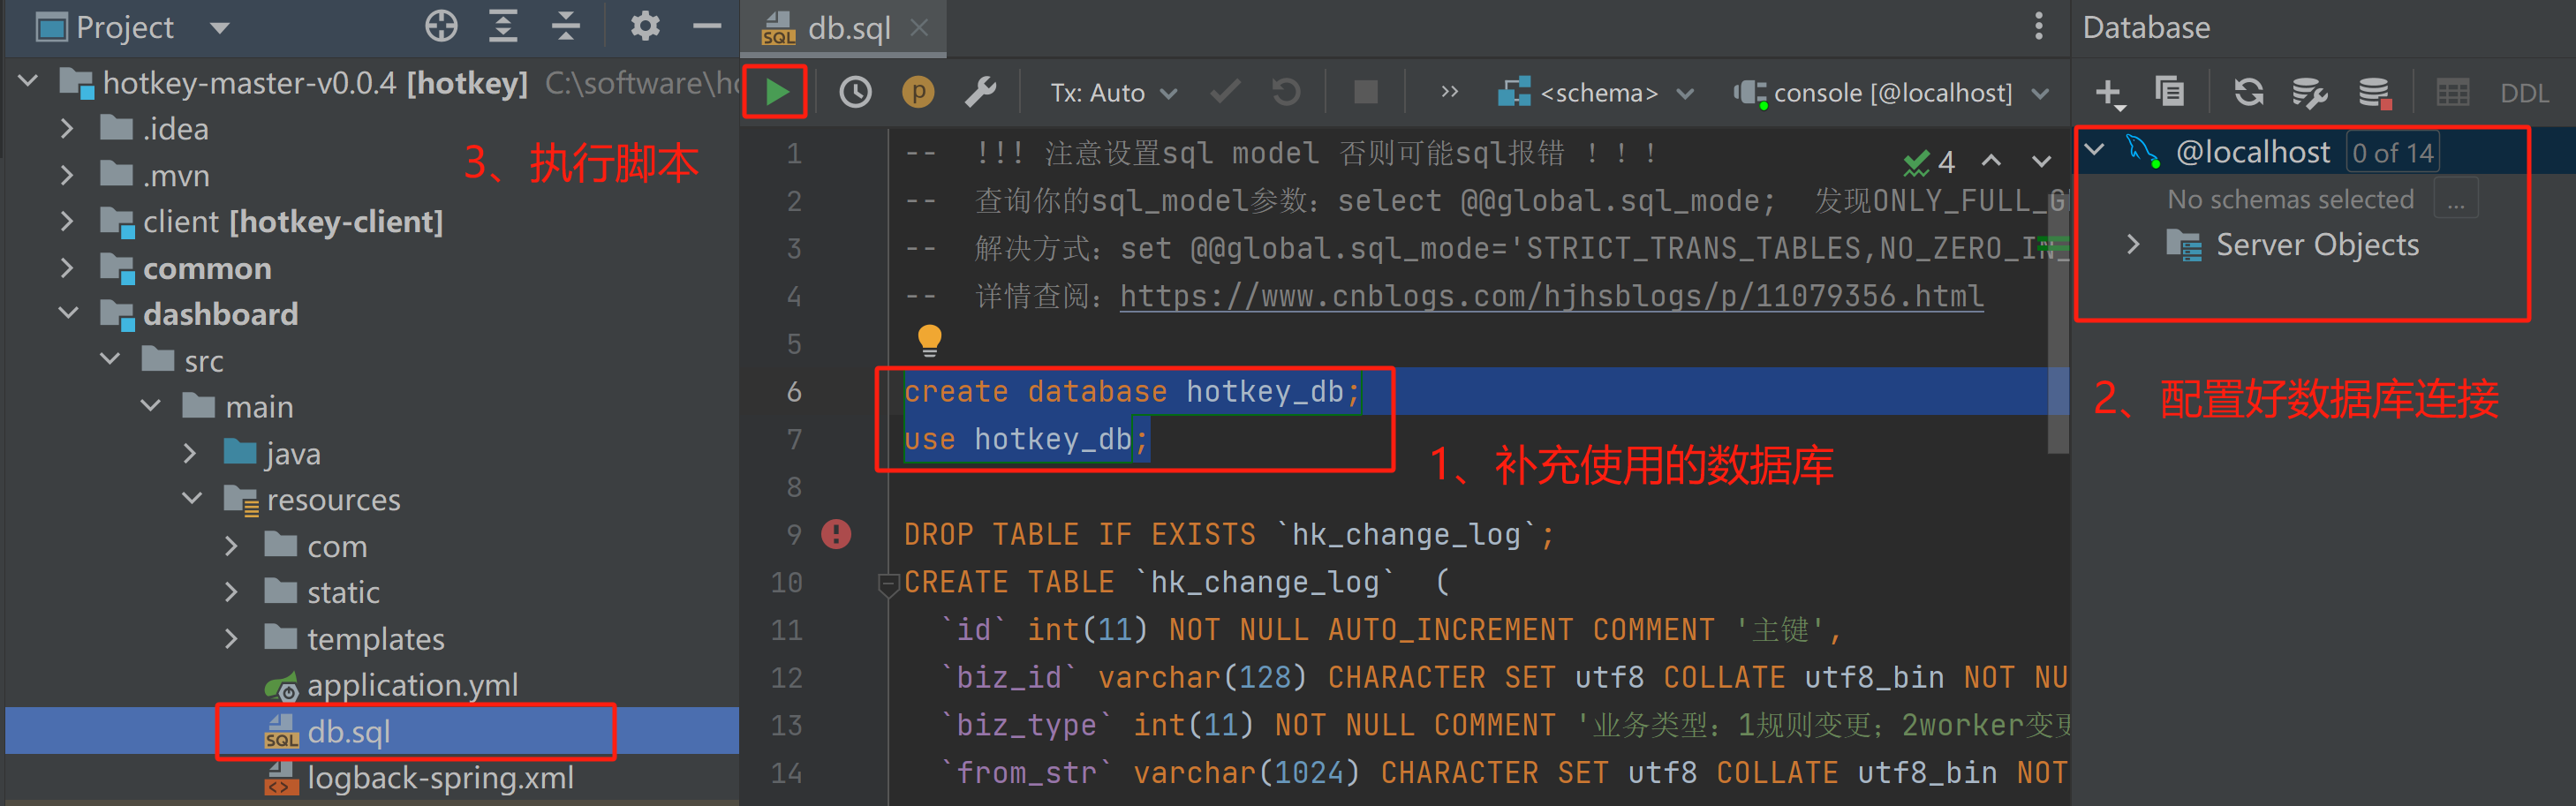 Project
hotkey-master-v0.0.4 [hotkey] C:\software\ho
.idea
.mvn
client [hotkey-client]
common
dashboard
src
main
java
resources
com
static
templates
application.yml
SQL db.sql
logback-spring.xml
3、执行脚本
SQL db.sql
p Tx: Auto <schema> console [@localhost]
1 -- !!! 注意设置sql model 否则可能sql报错 ！！！
4
2 -- 查询你的sql_model参数：select @@global.sql_mode; 发现ONLY_FULL_G
3 -- 解决方式：set @@global.sql_mode='STRICT_TRANS_TABLES,NO_ZERO_IN_
4 -- 详情查阅：https://www.cnblogs.com/hjhsblogs/p/11079356.html
5
6 create database hotkey_db;
7 use hotkey_db;
1、补充使用的数据库
8
9 DROP TABLE IF EXISTS `hk_change_log`;
10 CREATE TABLE `hk_change_log` (
11 `id` int(11) NOT NULL AUTO_INCREMENT COMMENT '主键',
12 `biz_id` varchar(128) CHARACTER SET utf8 COLLATE utf8_bin NOT NU
13 `biz_type` int(11) NOT NULL COMMENT '业务类型：1规则变更；2worker变更
14 `from_str` varchar(1024) CHARACTER SET utf8 COLLATE utf8_bin NOT
Database
DDL
@localhost 0 of 14
No schemas selected ...
Server Objects
2、配置好数据库连接